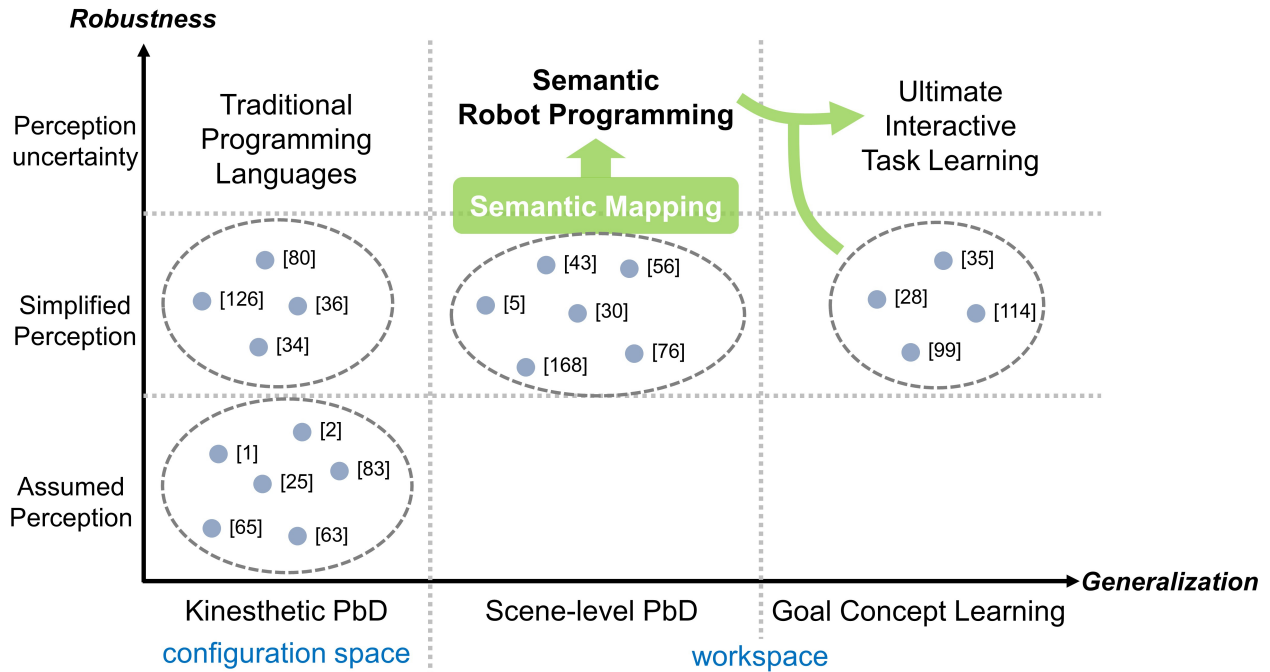 Robustness
Perception
uncertainty
Traditional
Programming
Languages
Semantic
Robot Programming
Ultimate
Interactive
Task Learning
Semantic Mapping
Simplified
Perception
[80]
[126]
[36]
[34]
[43]
[56]
[5]
[30]
[76]
[168]
[35]
[28]
[114]
[99]
Assumed
Perception
[2]
[1]
[83]
[25]
[65]
[63]
Generalization
Kinesthetic PbD
Scene-level PbD
Goal Concept Learning
configuration space
workspace